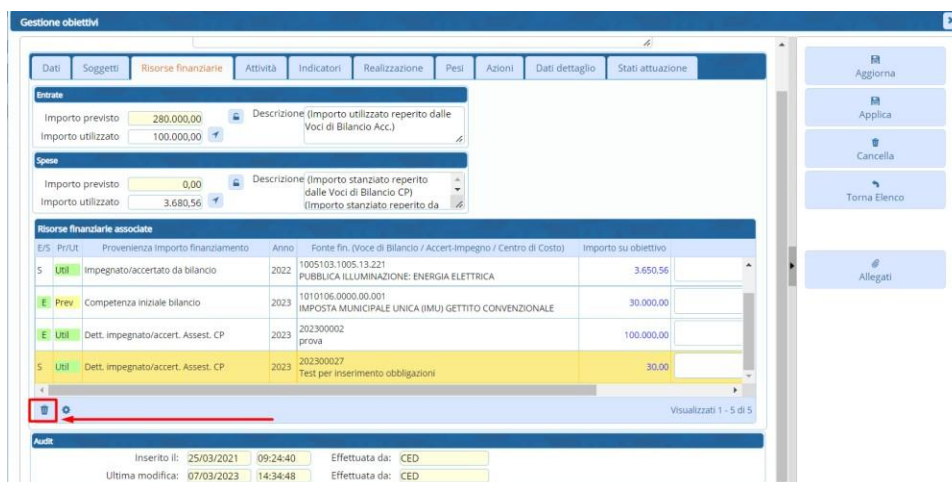 Gestione obiettivi
Dati Soggetti Risorse finanziarie Attività Indicatori Realizzazione Pesi Azioni Dati dettaglio Stati attuazione
Entrate
Importo previsto 280.000,00 Descrizione (Importo utilizzato reperito dalle
Voci di Bilancio Acc.)
Importo utilizzato 100.000,00
Spese
Importo previsto 0,00 Descrizione (Importo stanziato reperito
dalle Voci di Bilancio CP)
Importo utilizzato 3.680,56 (Importo stanziato reperito da
Risorse finanziarie associate
E/S Pr/Ut Provenienza Importo finanziamento Anno Fonte fin. (Voce di Bilancio / Accert-Impegno / Centro di Costo) Importo su obiettivo
S Util Impegnato/accertato da bilancio 2022 1005103.1005.13.221
PUBBLICA ILLUMINAZIONE: ENERGIA ELETTRICA 3.650,56
E Prev Competenza iniziale bilancio 2023 1010106.0000.00.001
IMPOSTA MUNICIPALE UNICA (IMU) GETTITO CONVENZIONALE 30.000,00
E Util Dett. impegnato/accert. Assest. CP 2023 202300002
prova 100.000,00
S Util Dett. impegnato/accert. Assest. CP 2023 202300027
Test per inserimento obbligazioni 30,00
Visualizzati 1 - 5 di 5
Audit
Inserito il: 25/03/2021 09:24:40 Effettuata da: CED
Ultima modifica: 07/03/2023 14:34:48 Effettuata da: CED
Aggiorna
Applica
Cancella
Torna Elenco
Allegati